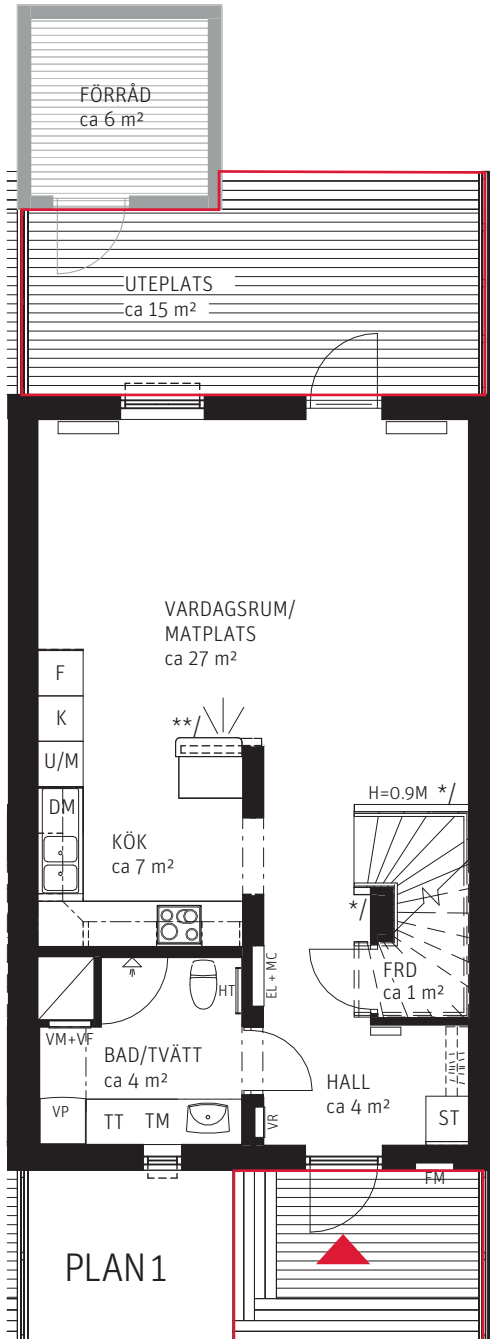 FÖRRÅD
ca 6 m²
UTEPLATS
ca 15 m²
VARDAGSRUM/
MATPLATS
ca 27 m²
F
K
**/
U/M
H=0.9M */
DM
KÖK
ca 7 m²
*/
EL + MC
FRD
ca 1 m²
HT
VM+VF
BAD/TVÄTT
ca 4 m²
HALL
ca 4 m²
VP
TT TM
VR
ST
FM
PLAN 1